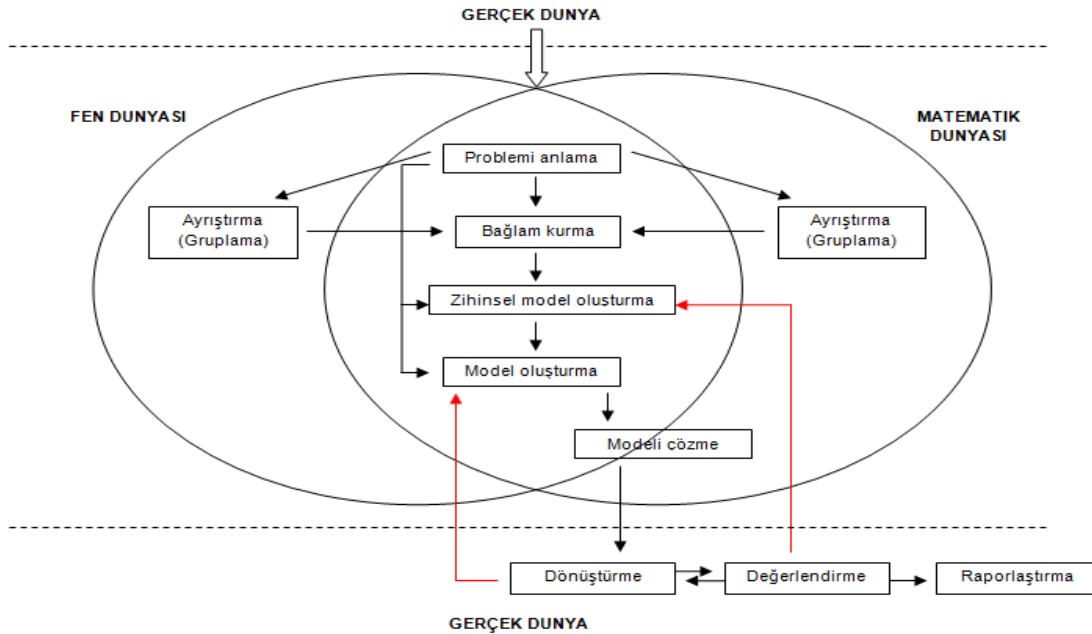 GERÇEK DUNYA
FEN DUNYASI
MATEMATIK
DUNYASI
Problemi anlama
Ayrıştırma
(Gruplama)
Bağlam kurma
Ayrıştırma
(Gruplama)
Zihinsel model oluşturma
Model oluşturma
Modeli çözme
Dönüştürme
Değerlendirme
Raporlaştırma
GERÇEK DUNYA